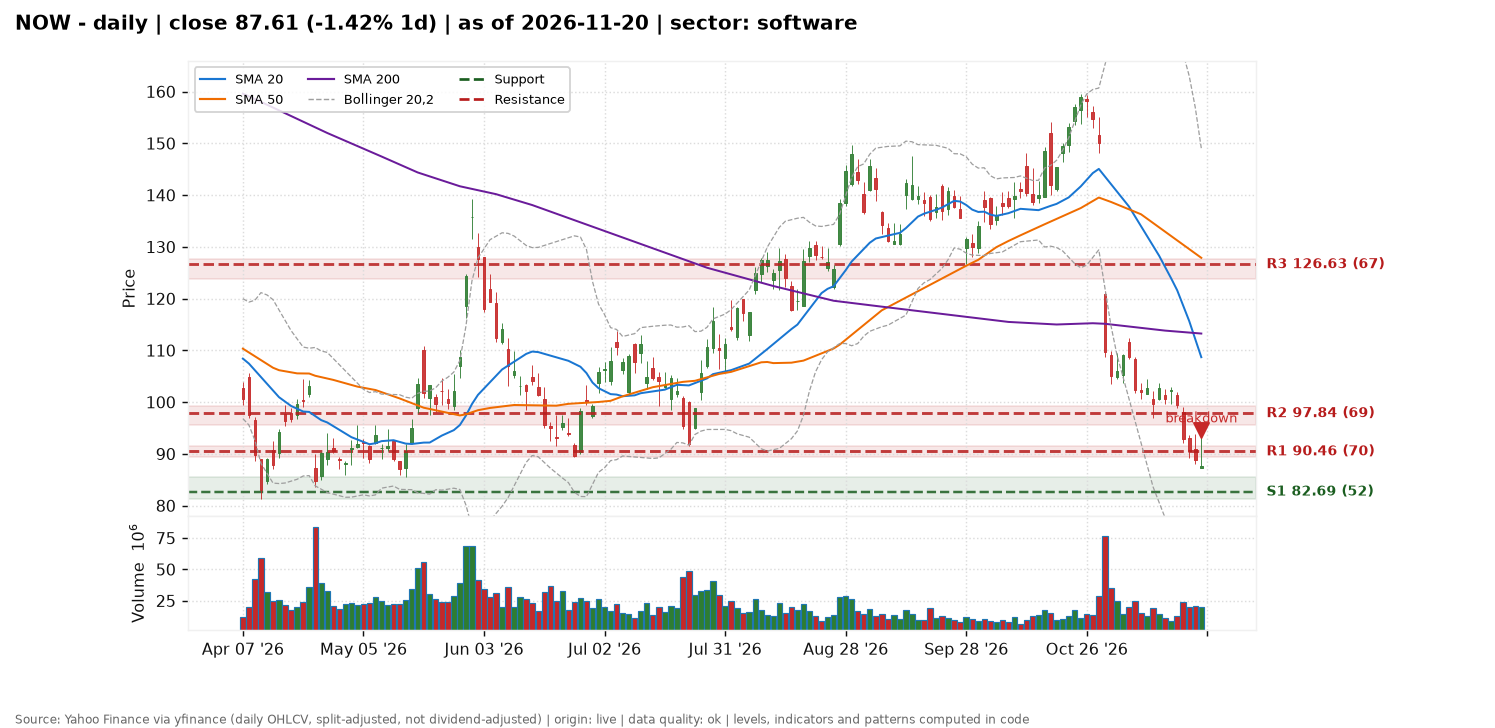 NOW - daily | close 87.61 (-1.42% 1d) | as of 2026-11-20 | sector: software
SMA 20
SMA 50
SMA 200
Bollinger 20,2
Support
Resistance
Price
160
150
140
130
120
110
100
90
80
R3 126.63 (67)
R2 97.84 (69)
breakdown
R1 90.46 (70)
S1 82.69 (52)
Volume 10⁶
75
50
25
Apr 07 '26
May 05 '26
Jun 03 '26
Jul 02 '26
Jul 31 '26
Aug 28 '26
Sep 28 '26
Oct 26 '26
Source: Yahoo Finance via yfinance (daily OHLCV, split-adjusted, not dividend-adjusted) | origin: live | data quality: ok | levels, indicators and patterns computed in code